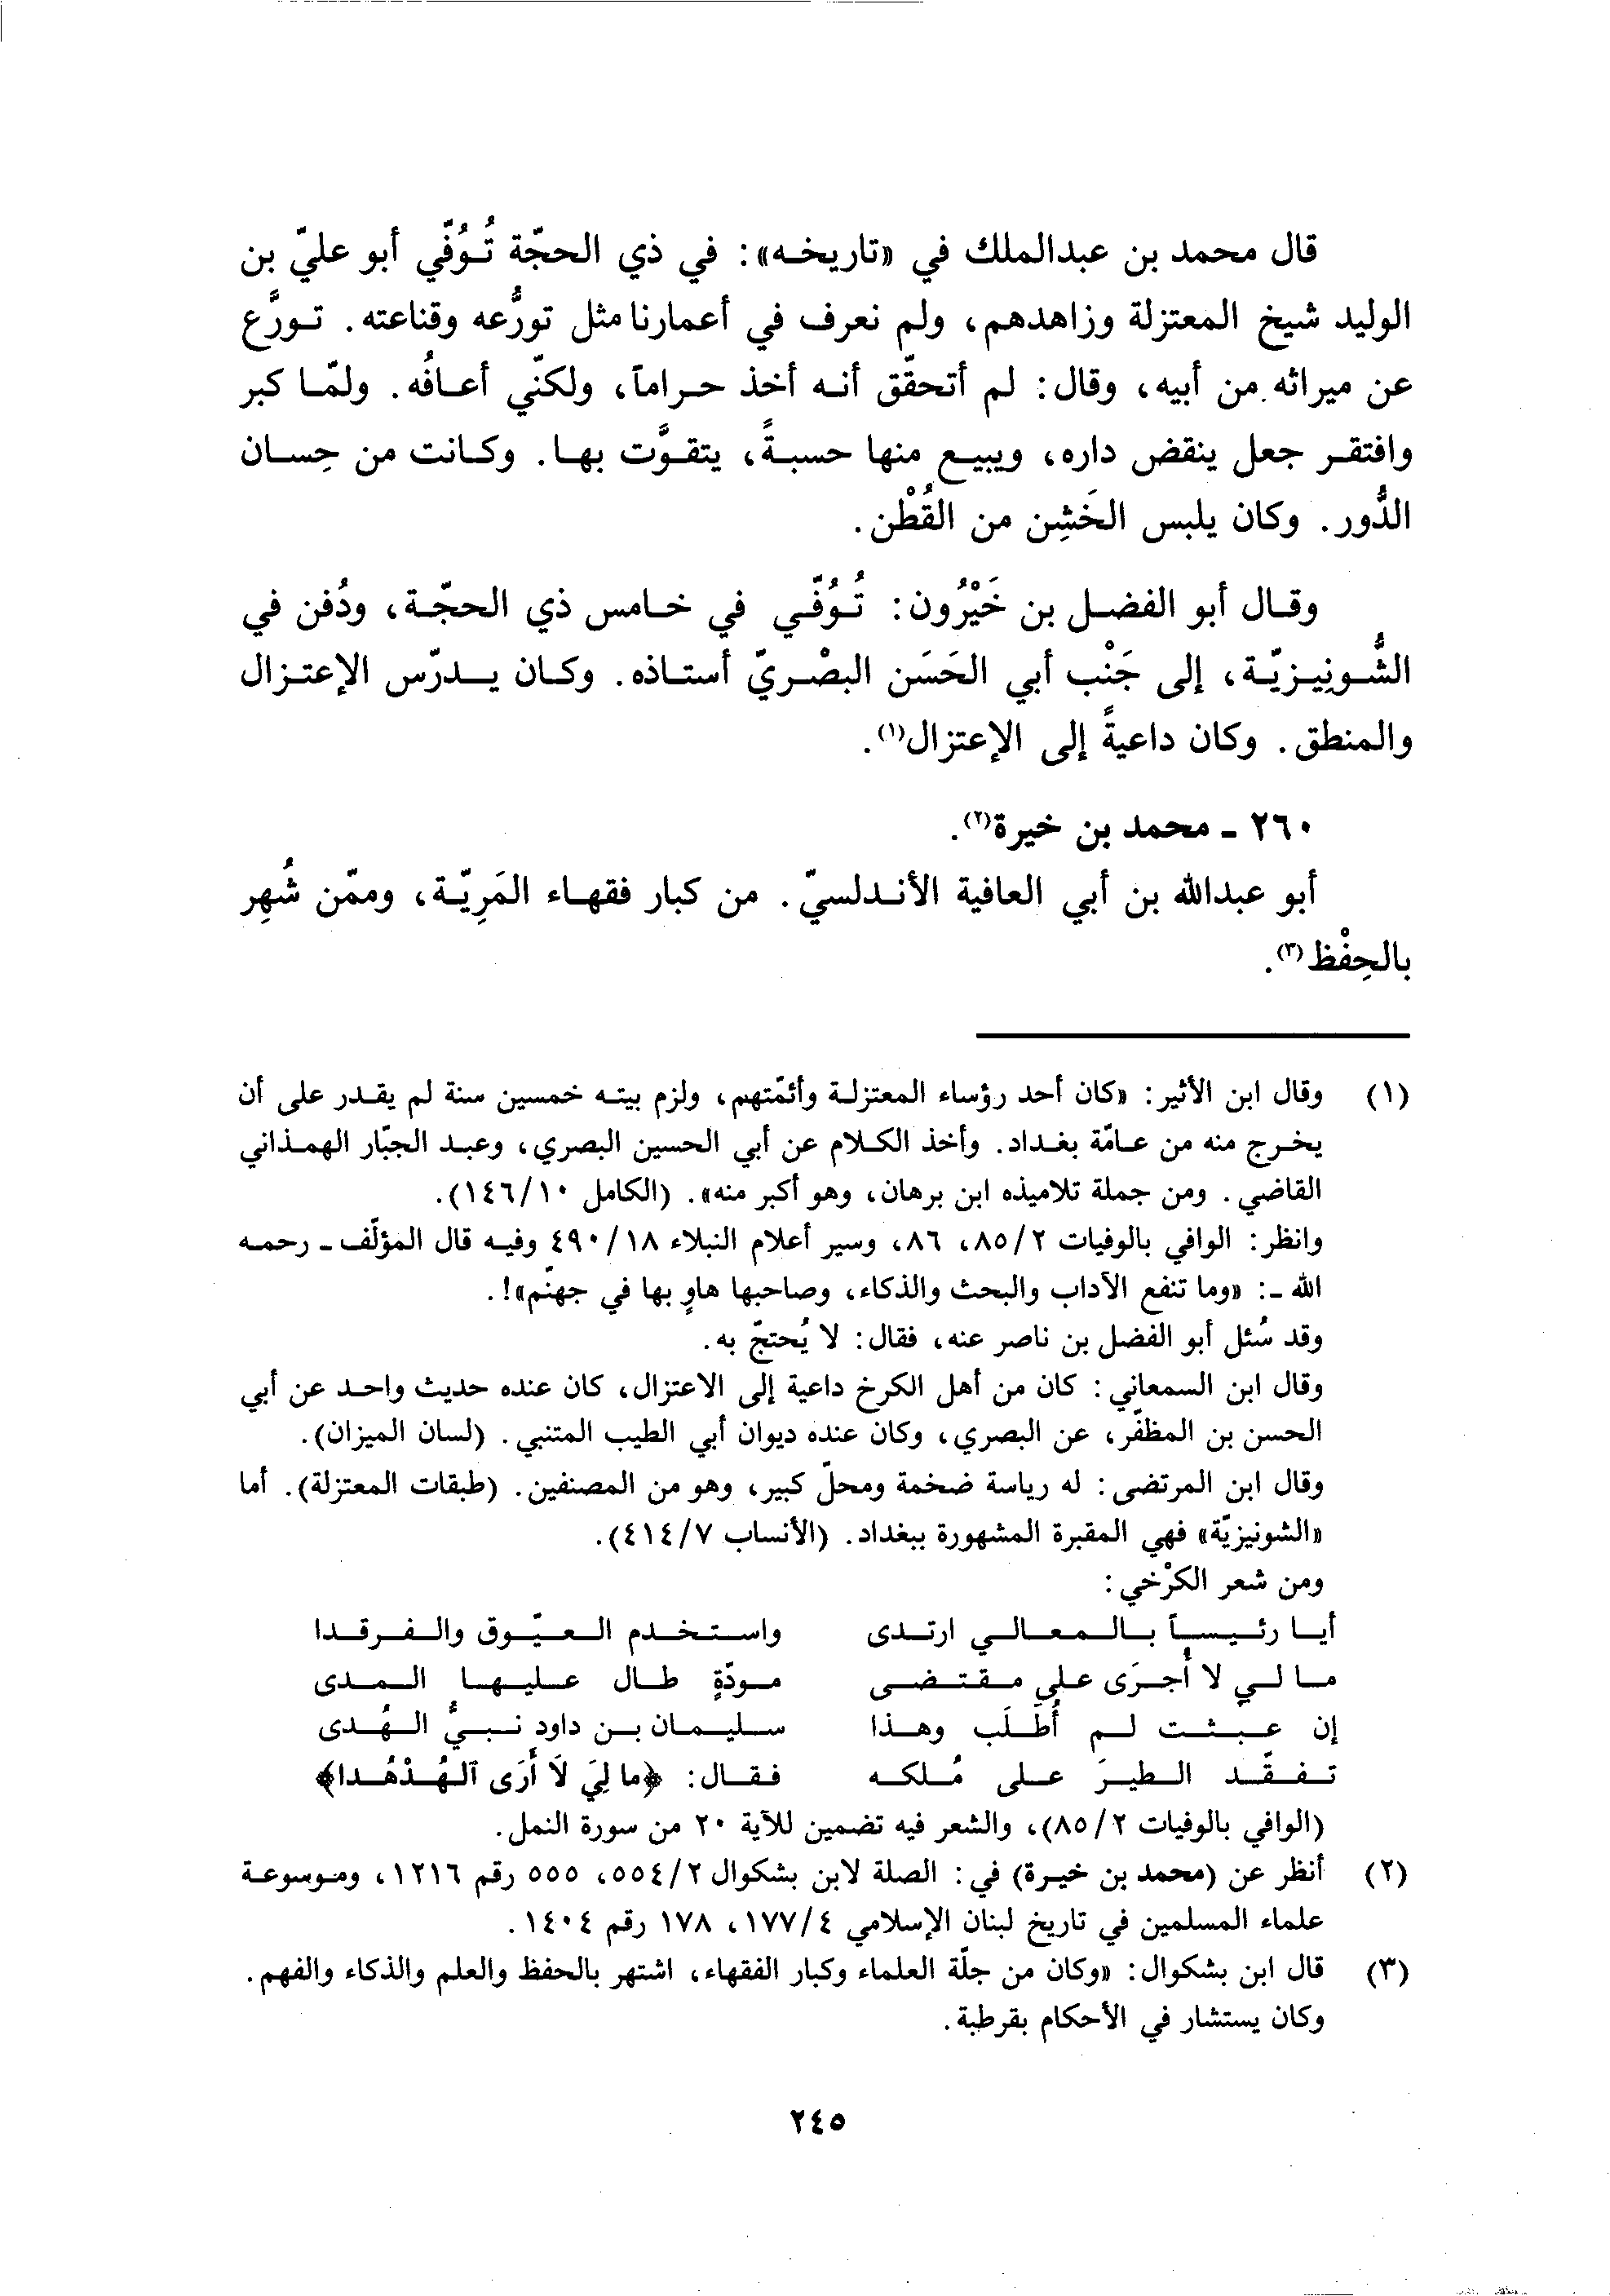 قال محمد بن عبدالملك في «تاريخه»: في ذي الحجّة تُوُفّي أبو عليّ بن
الوليد شيخ المعتزلة وزاهدهم، ولم نعرف في أعمارنا مثل تورُّعه وقناعته. تورَّع
عن ميراثه من أبيه، وقال: لم أتحقّق أنه أخذ حراماً، ولكنّي أعافُه. ولمّا كبر
وافتقر جعل ينقض داره، ويبيع منها حسبةً، يتقوَّت بها. وكانت من حِسان
الدُّور. وكان يلبس الخَشِن من القُطْن.
وقال أبو الفضل بن خَيْرُون: تُوُفّي في خامس ذي الحجّة، ودُفن في
الشُّونِيزيّة، إلى جَنْب أبي الحَسَن البصْريّ أستاذه. وكان يدرّس الإعتزال
والمنطق. وكان داعيةً إلى الإعتزال(١).
٢٦٠ - محمد بن خيرة(٢).
أبو عبدالله بن أبي العافية الأندلسيّ. من كبار فقهاء المَرِيّة، وممّن شُهِر
بالحِفْظ(٣).
(١) وقال ابن الأثير: «كان أحد رؤساء المعتزلة وأئمّتهم، ولزم بيته خمسين سنة لم يقدر على أن
يخرج منه من عامّة بغداد. وأخذ الكلام عن أبي الحسين البصري، وعبد الجبّار الهمذاني
القاضي. ومن جملة تلاميذه ابن برهان، وهو أكبر منه». (الكامل ١٤٦/١٠).
وانظر: الوافي بالوفيات ٨٥/٢، ٨٦، وسير أعلام النبلاء ٤٩٠/١٨ وفيه قال المؤلّف - رحمه
الله -: «وما تنفع الآداب والبحث والذكاء، وصاحبها هاوٍ بها في جهنّم»!.
وقد سُئل أبو الفضل بن ناصر عنه، فقال: لا يُحتجّ به.
وقال ابن السمعاني: كان من أهل الكرخ داعية إلى الاعتزال، كان عنده حديث واحد عن أبي
الحسن بن المظفّر، عن البصري، وكان عنده ديوان أبي الطيب المتنبي. (لسان الميزان).
وقال ابن المرتضى: له رياسة ضخمة ومحلّ كبير، وهو من المصنفين. (طبقات المعتزلة). أما
«الشونيزيّة» فهي المقبرة المشهورة ببغداد. (الأنساب ٤١٤/٧).
ومن شعر الكرْخي:
أيا رئيساً بالمعالي ارتدى واستخدم العيّوق والفرقدا
ما لي لا أُجرَى على مقتضى مودّةٍ طال عليها المدى
إن عبثت لم أُطلَب وهذا سليمان بن داود نبيُّ الهُدى
تفقّد الطيرَ على مُلكه فقال: ﴿ما لِيَ لَا أَرَى ٱلهُدْهُدا﴾
(الوافي بالوفيات ٨٥/٢)، والشعر فيه تضمين للآية ٢٠ من سورة النمل.
(٢) أنظر عن (محمد بن خيرة) في: الصلة لابن بشكوال ٥٥٤/٢، ٥٥٥ رقم ١٢١٦، وموسوعة
علماء المسلمين في تاريخ لبنان الإسلامي ١٧٧/٤، ١٧٨ رقم ١٤٠٤.
(٣) قال ابن بشكوال: «وكان من جلّة العلماء وكبار الفقهاء، اشتهر بالحفظ والعلم والذكاء والفهم.
وكان يستشار في الأحكام بقرطبة.
٢٤٥